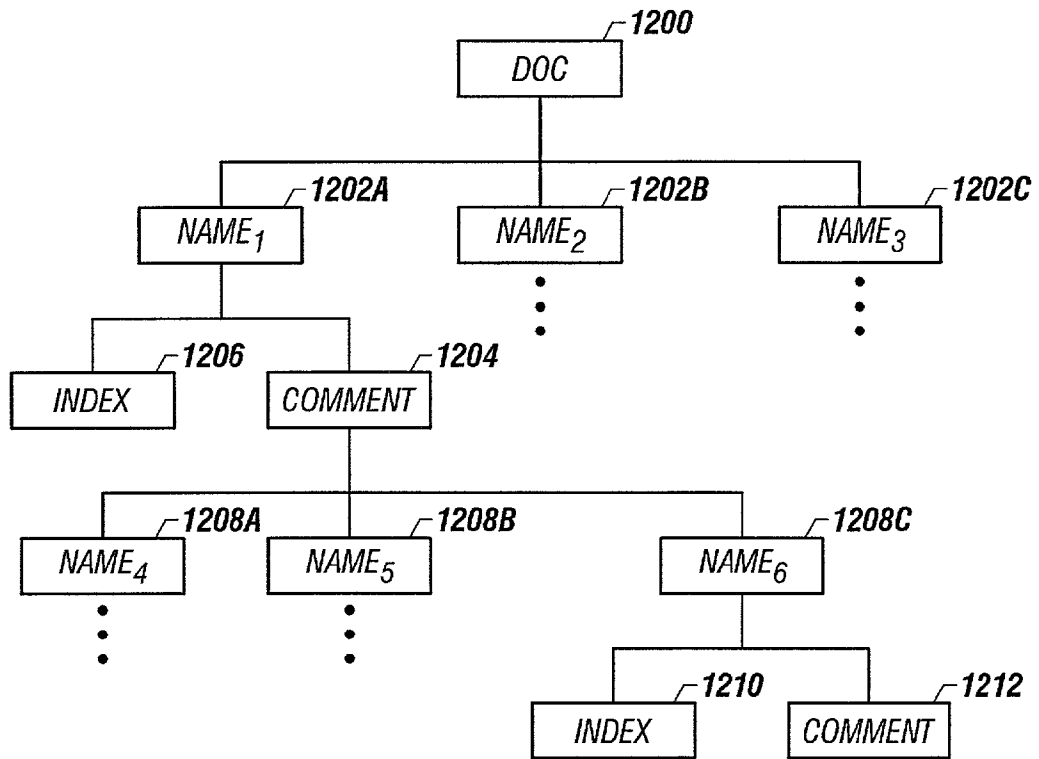 1200
DOC
1202A 1202B 1202C
NAME₁ NAME₂ NAME₃
1206 1204
INDEX COMMENT
1208A 1208B 1208C
NAME₄ NAME₅ NAME₆
1210 1212
INDEX COMMENT